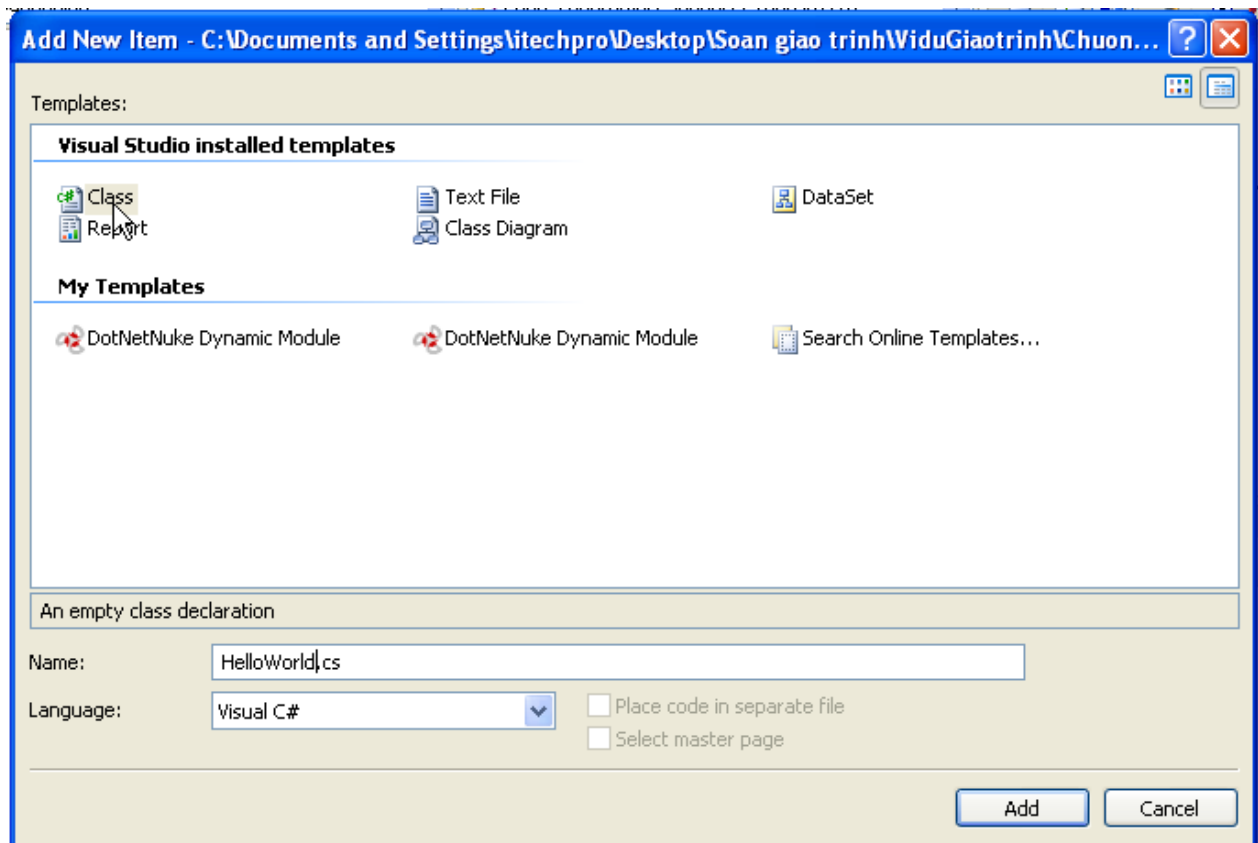 Add New Item - C:\Documents and Settings\itechpro\Desktop\Soan giao trinh\ViduGiaotrinh\Chuon...
Templates:
Visual Studio installed templates
Class
Text File
DataSet
Report
Class Diagram
My Templates
DotNetNuke Dynamic Module
DotNetNuke Dynamic Module
Search Online Templates...
An empty class declaration
Name:
HelloWorld.cs
Language:
Visual C#
Place code in separate file
Select master page
Add
Cancel